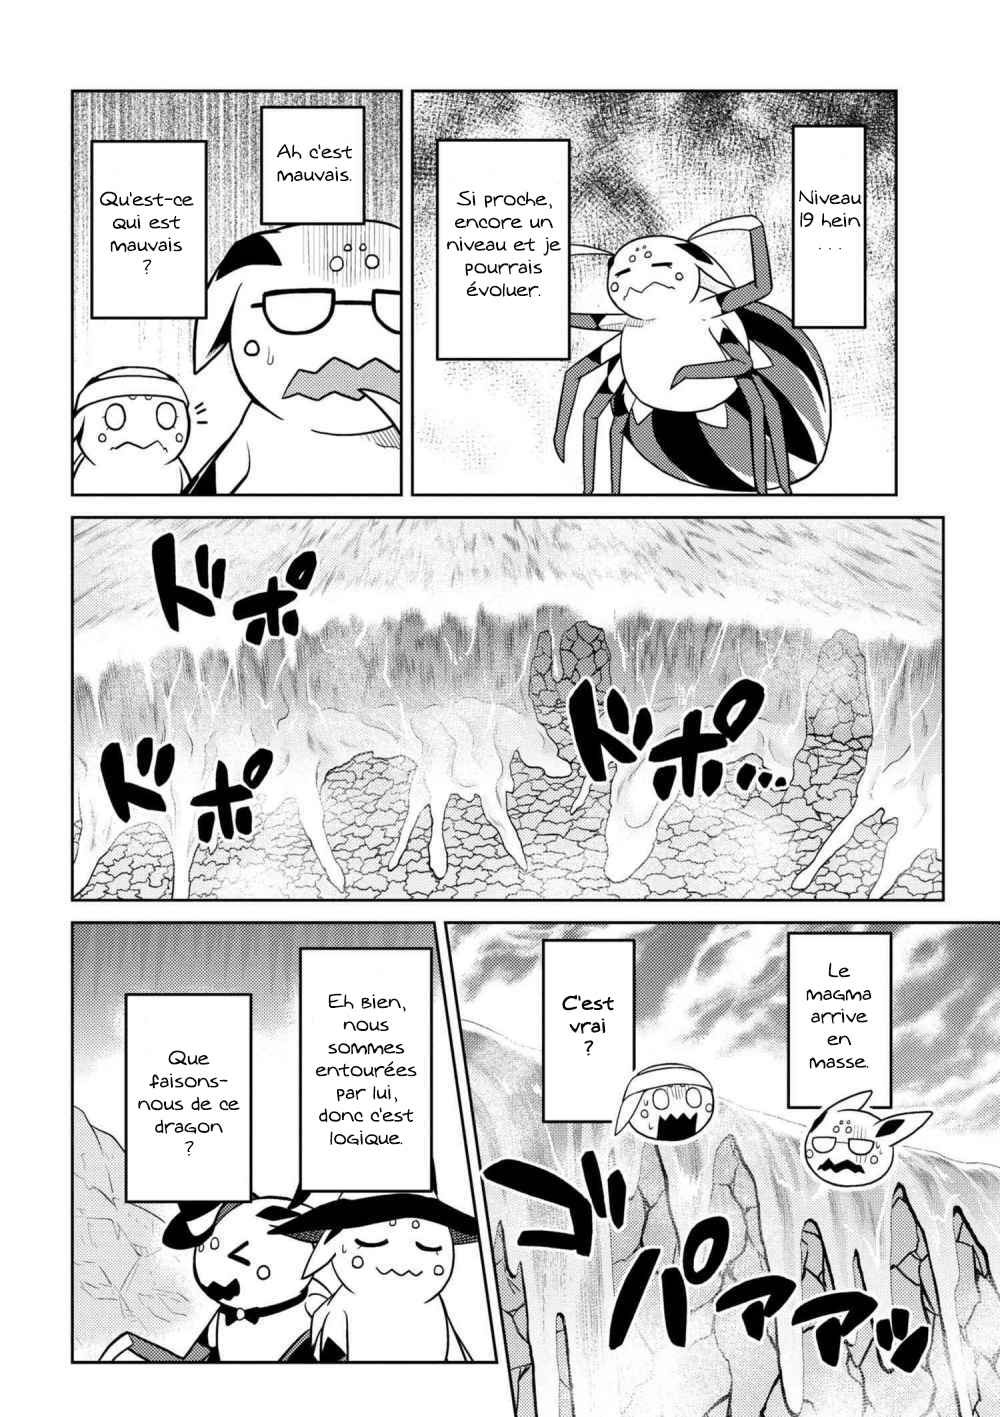 Niveau
19 hein
. . .
Si proche,
encore un
niveau et je
pourrais
évoluer.
Ah c'est
mauvais.
Qu'est-ce
qui est
mauvais
?
ドポ
ドポ
ドポ...
Le
magma
arrive
en
masse.
C'est
vrai
?
ゴパアアッ
Eh Bien,
nous
sommes
entourées
par lui,
donc c'est
logique.
Que
faisons-
nous de ce
dragon
?